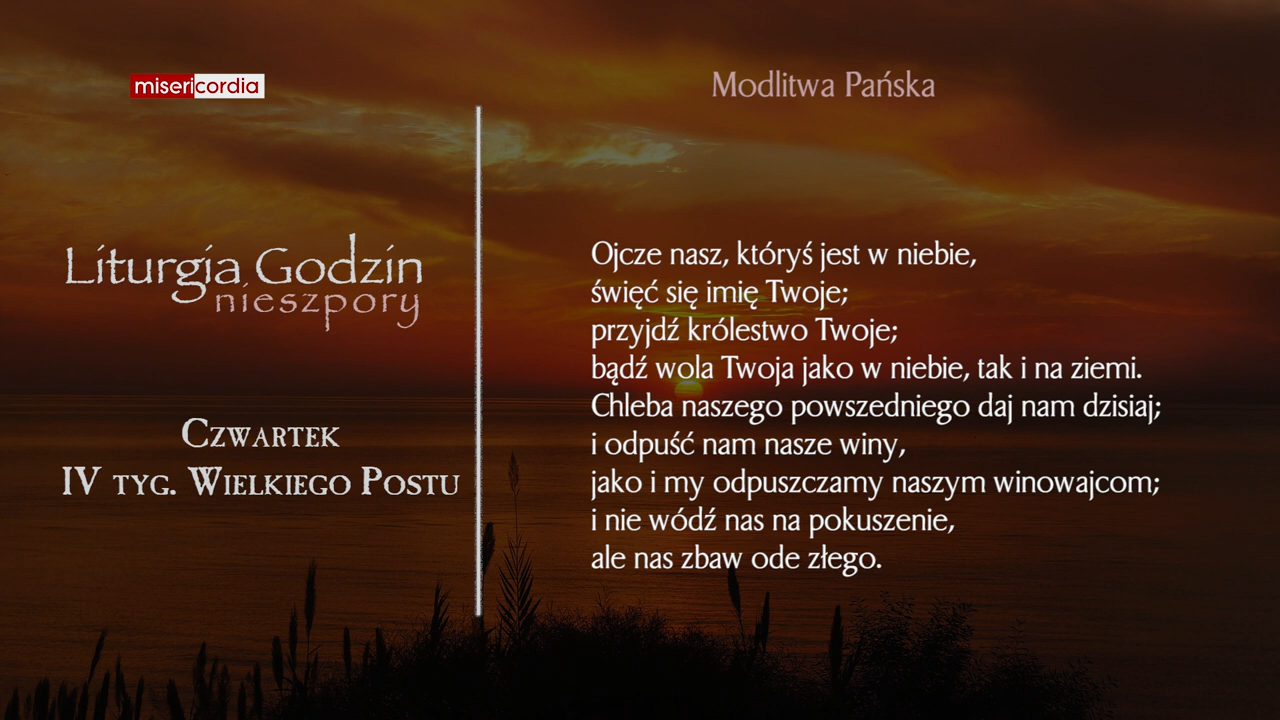 misericordia
Liturgia Godzin
nieszpory
Czwartek
IV tyg. Wielkiego Postu
Modlitwa Pańska
Ojcze nasz, któryś jest w niebie,
święć się imię Twoje;
przyjdź królestwo Twoje;
bądź wola Twoja jako w niebie, tak i na ziemi.
Chleba naszego powszedniego daj nam dzisiaj;
i odpuść nam nasze winy,
jako i my odpuszczamy naszym winowajcom;
i nie wódź nas na pokuszenie,
ale nas zbaw ode złego.